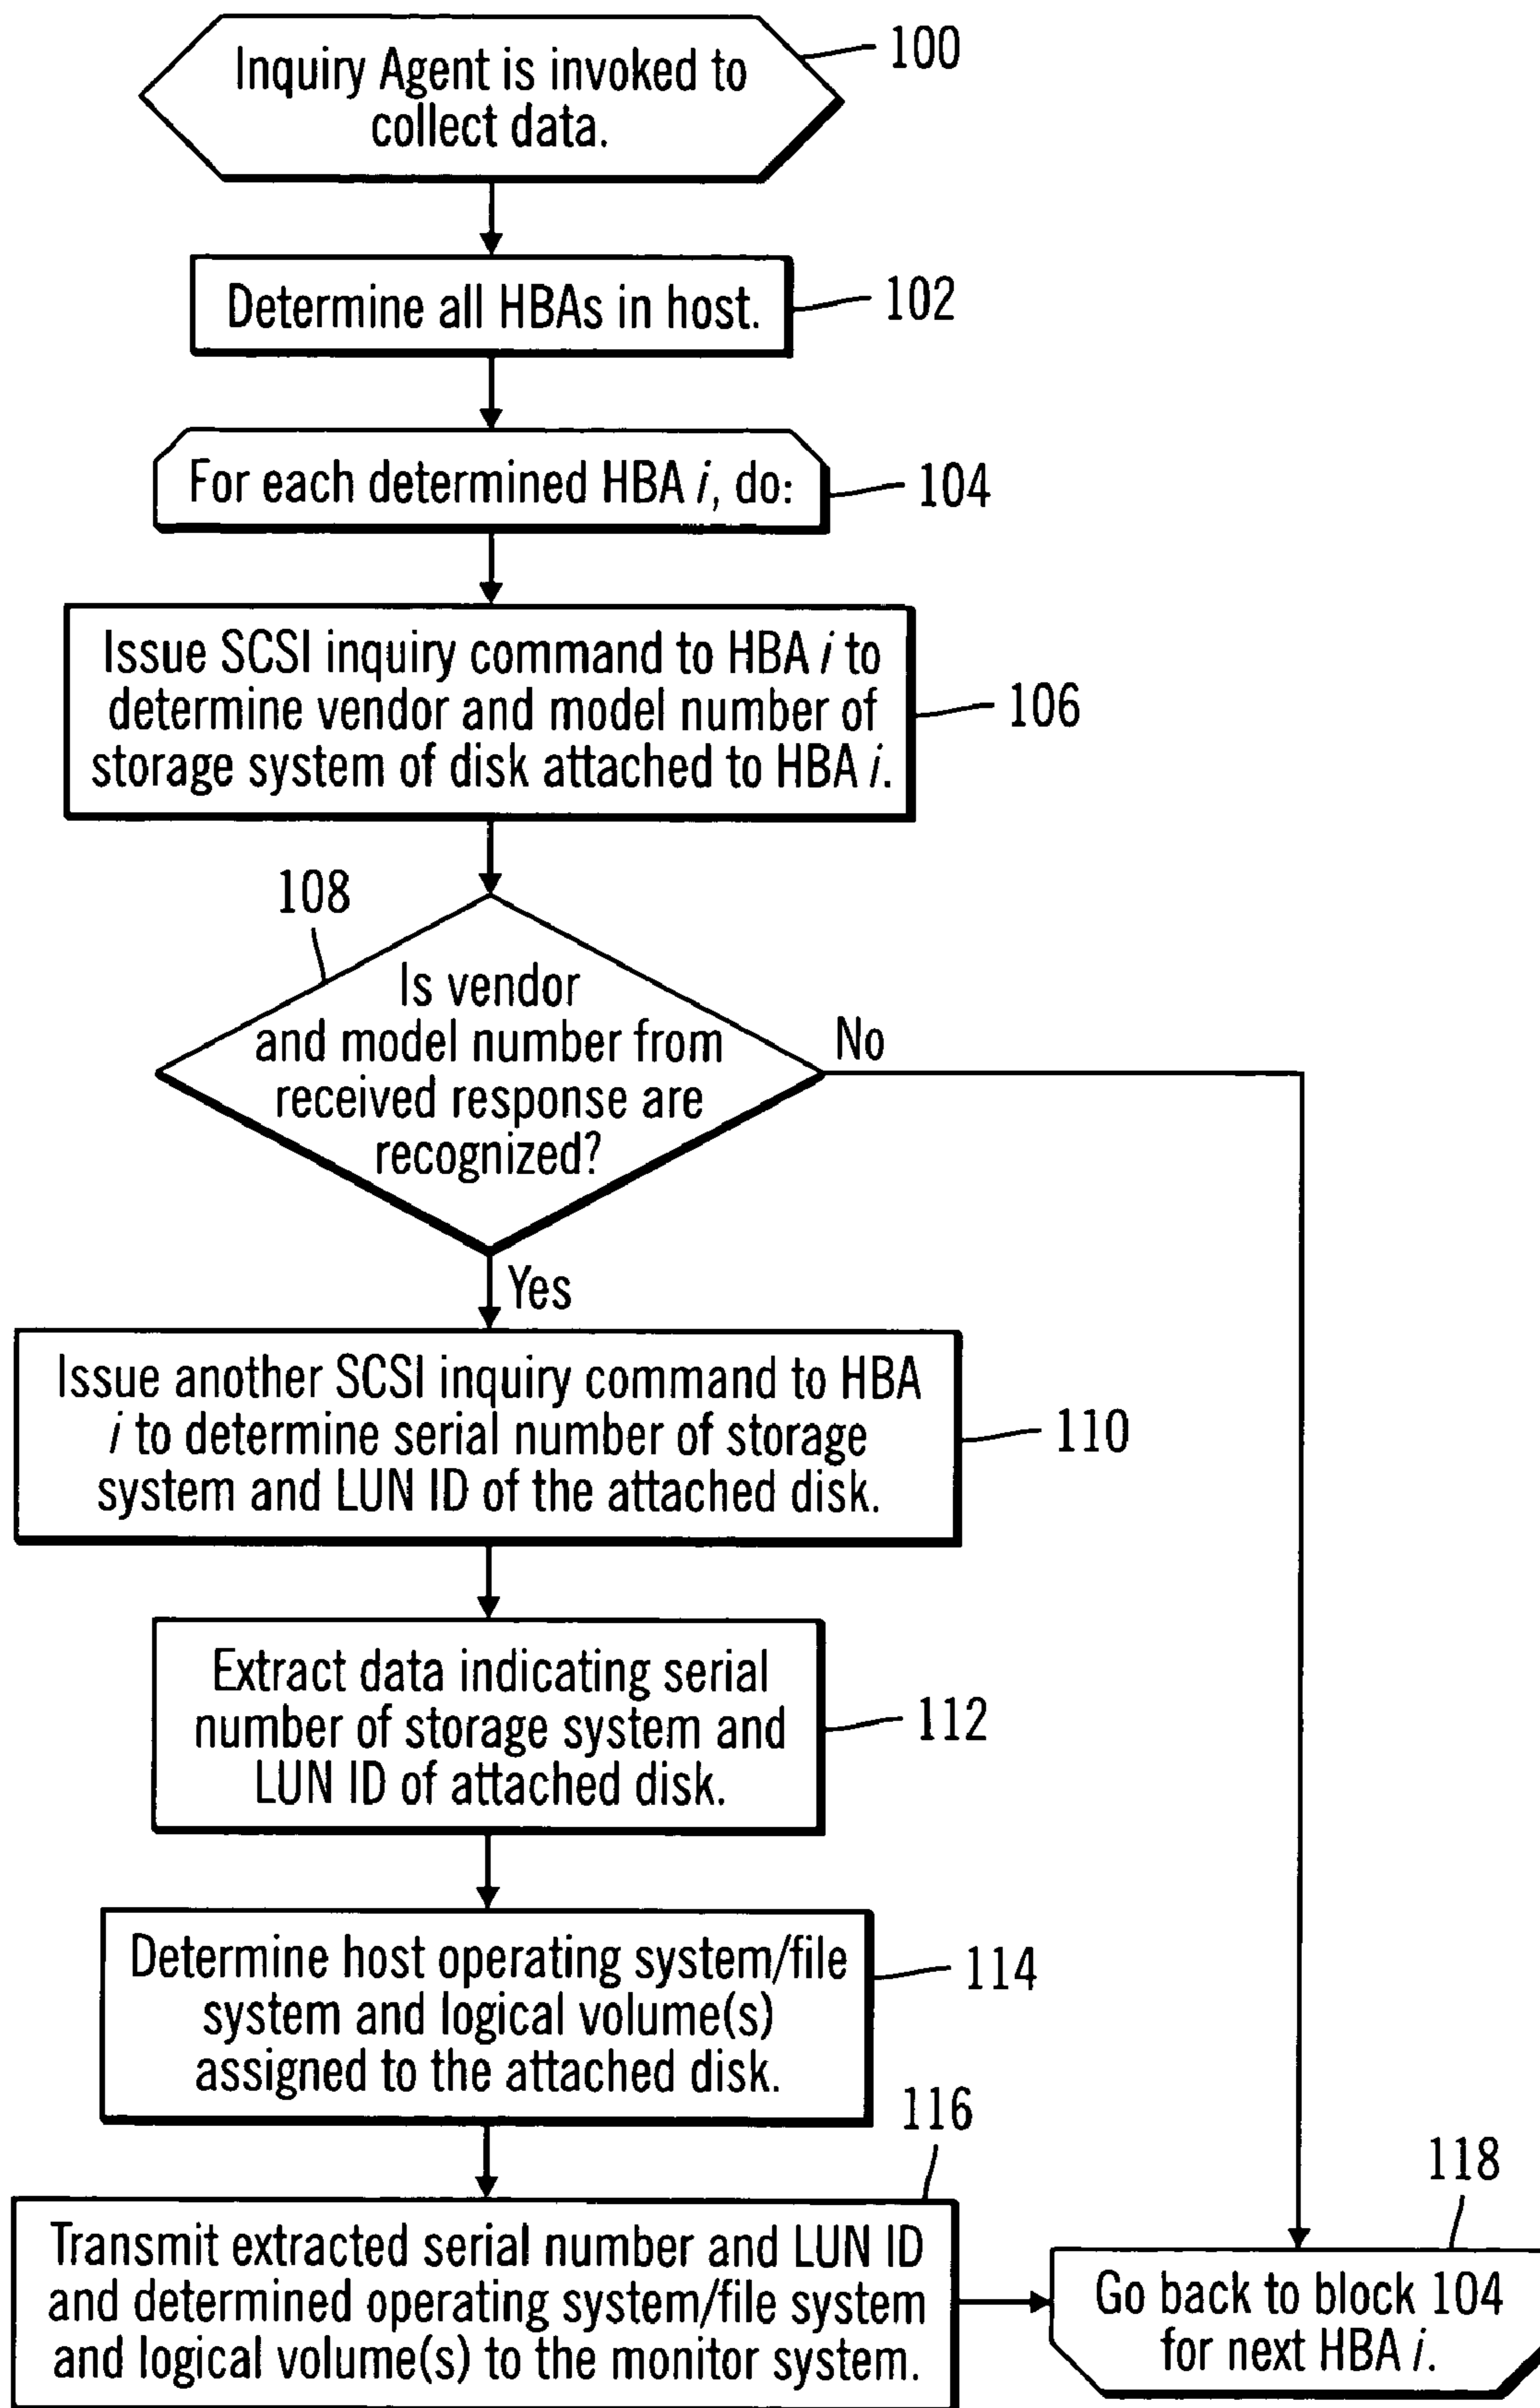 Inquiry Agent is invoked to
collect data.
100
Determine all HBAs in host.
102
For each determined HBA i, do:
104
Issue SCSI inquiry command to HBA i to
determine vendor and model number of
storage system of disk attached to HBA i.
106
108
Is vendor
and model number from
received response are
recognized?
No
Yes
Issue another SCSI inquiry command to HBA
i to determine serial number of storage
system and LUN ID of the attached disk.
110
Extract data indicating serial
number of storage system and
LUN ID of attached disk.
112
Determine host operating system/file
system and logical volume(s)
assigned to the attached disk.
114
116
Transmit extracted serial number and LUN ID
and determined operating system/file system
and logical volume(s) to the monitor system.
118
Go back to block 104
for next HBA i.